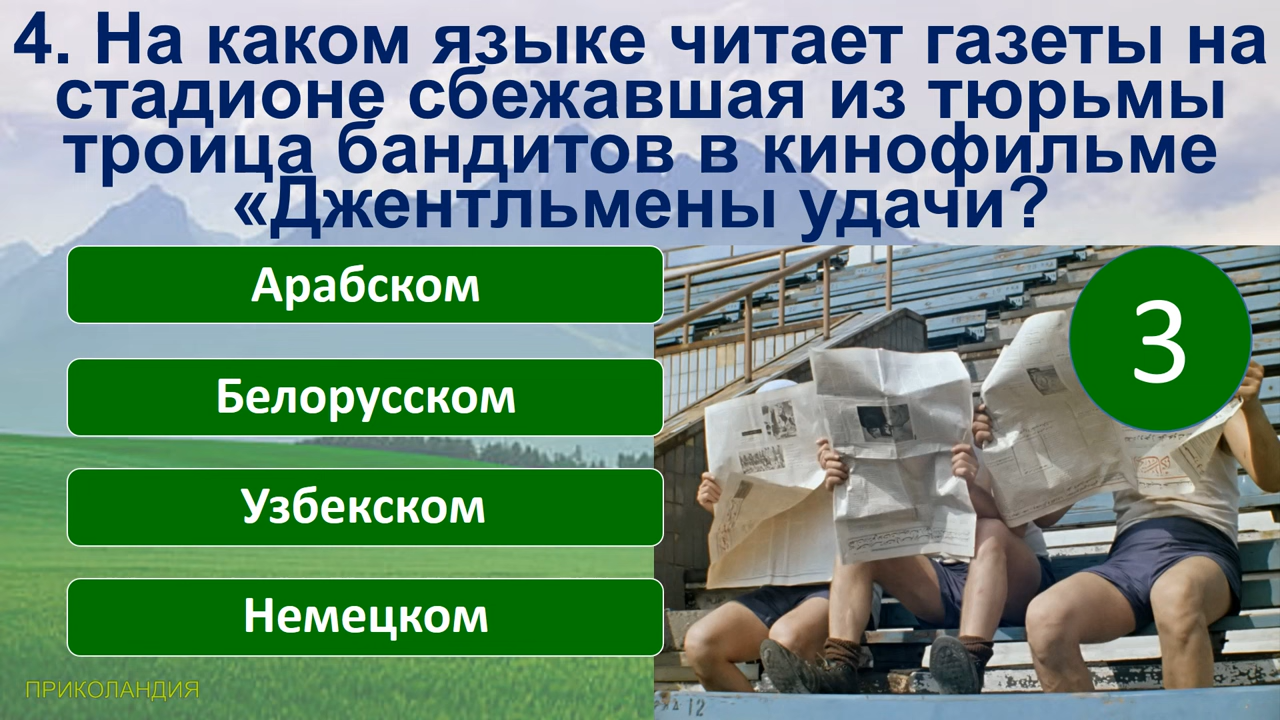 4. На каком языке читает газеты на
стадионе сбежавшая из тюрьмы
троица бандитов в кинофильме
«Джентльмены удачи?
Арабском
3
Белорусском
Узбекском
Немецком
ПРИКОЛАНДИЯ
12